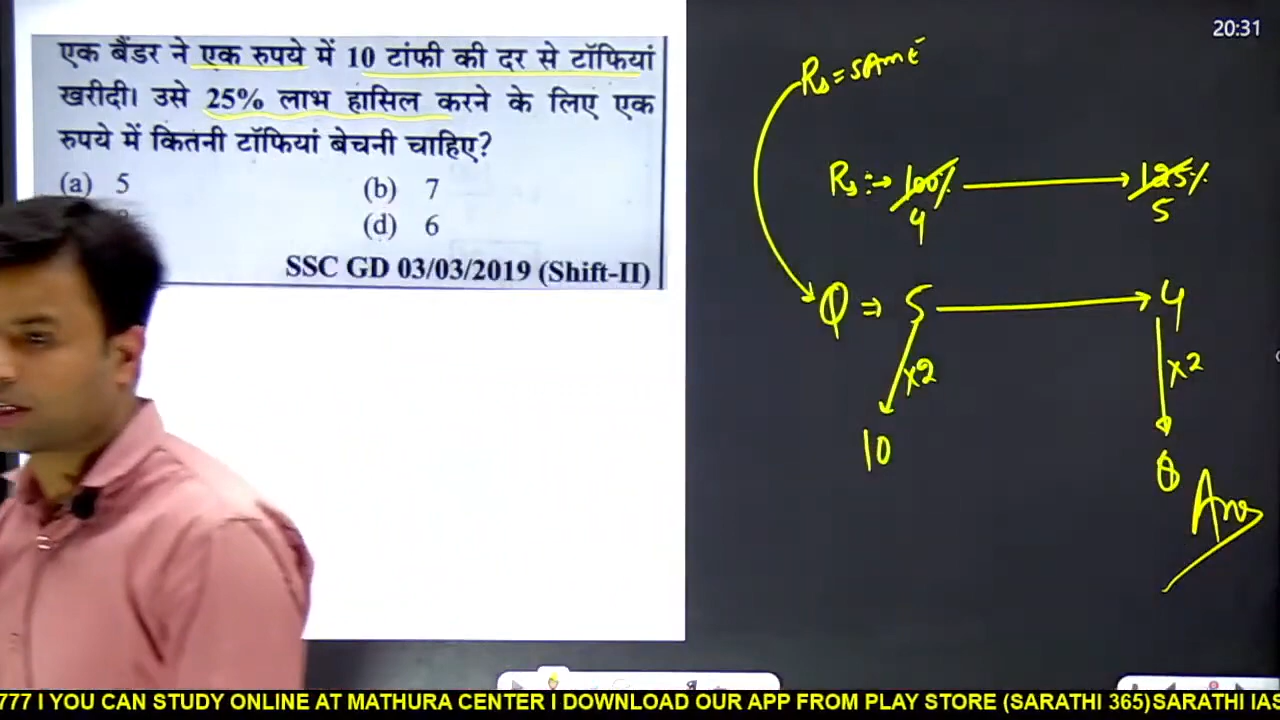 20:31
एक बैंडर ने एक रुपये में 10 टांफी की दर से टॉफियां
खरीदी। उसे 25% लाभ हासिल करने के लिए एक
रुपये में कितनी टॉफियां बेचनी चाहिए?
(a) 5
(b) 7
(d) 6
SSC GD 03/03/2019 (Shift-II)
Rs = SAME
Rs :→ 100% → 125%
4 5
Q ⇒ 5 → 4
x2 x2
10 8
Ans
777 I YOU CAN STUDY ONLINE AT MATHURA CENTER I DOWNLOAD OUR APP FROM PLAY STORE (SARATHI 365)SARATHI IAS